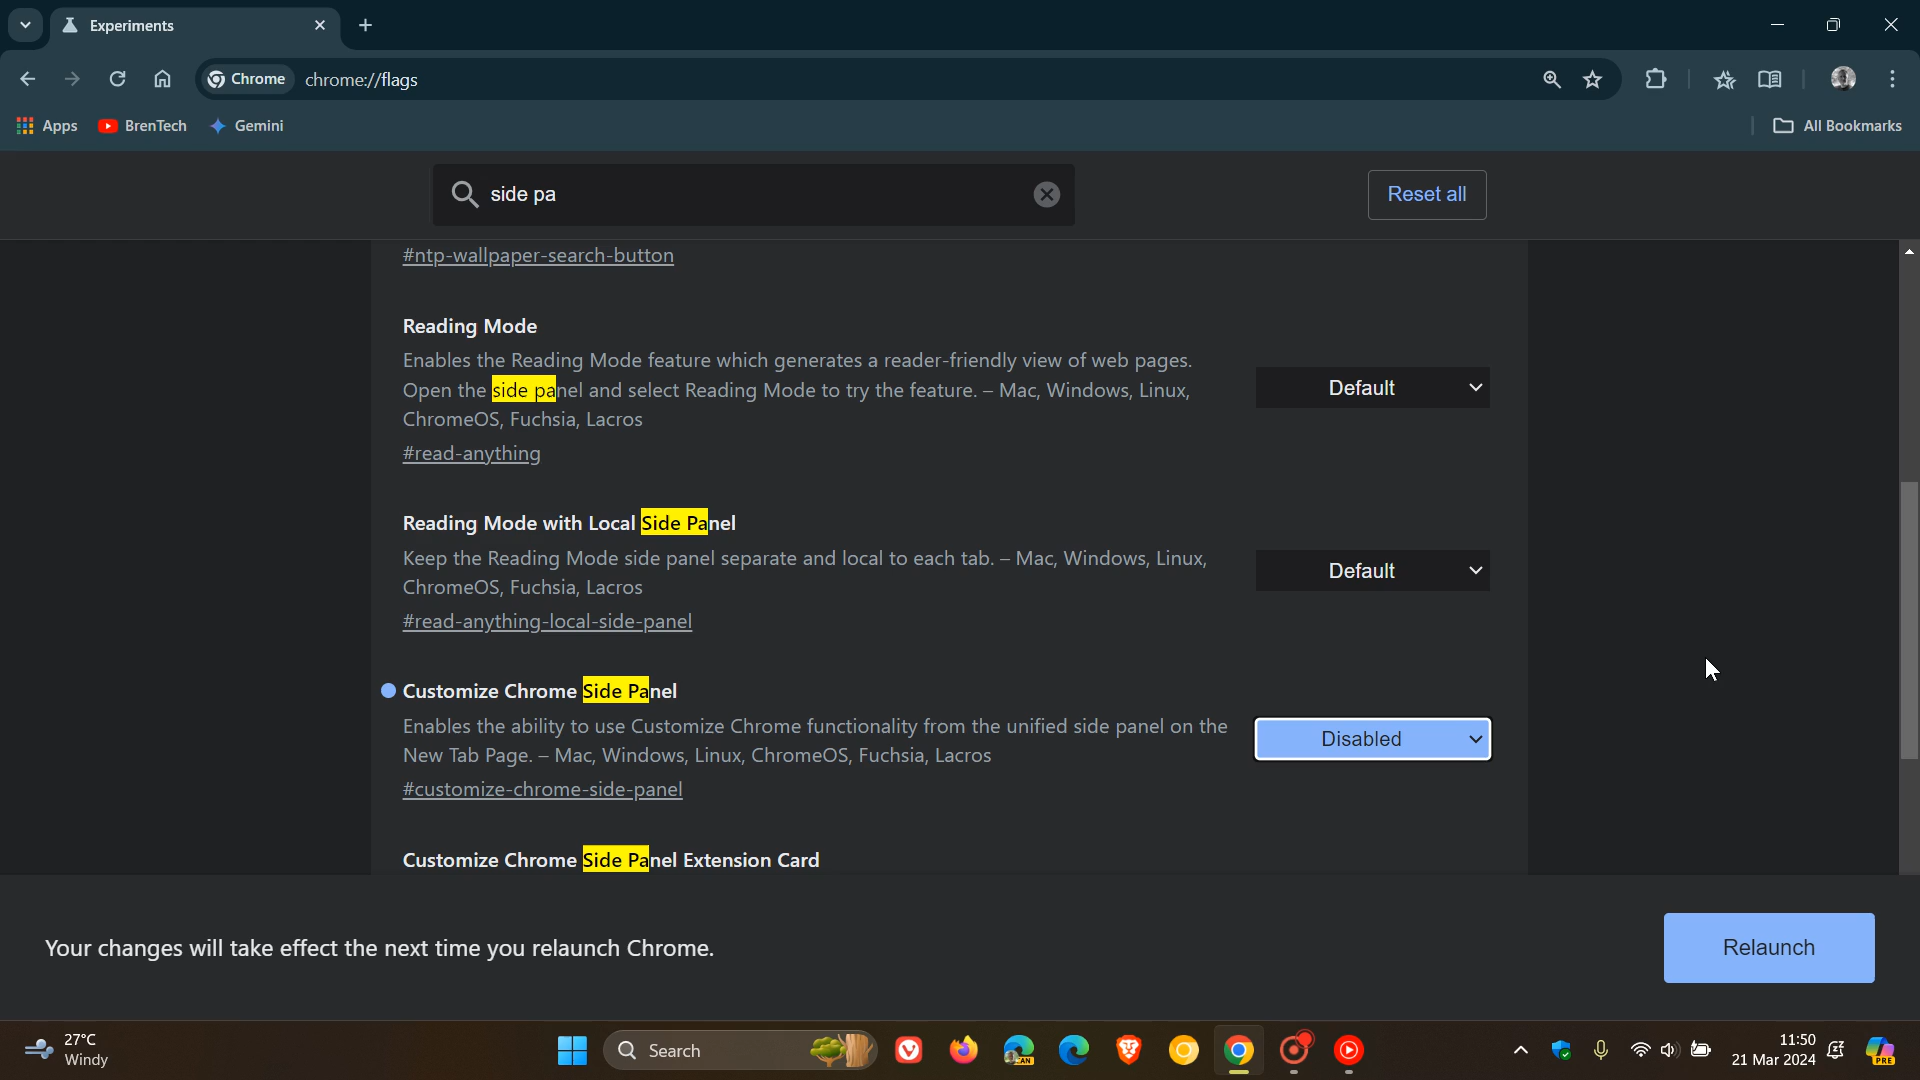 Experiments
Chrome chrome://flags
Apps BrenTech Gemini All Bookmarks
side pa
Reset all
#ntp-wallpaper-search-button
Reading Mode
Enables the Reading Mode feature which generates a reader-friendly view of web pages.
Open the side panel and select Reading Mode to try the feature. – Mac, Windows, Linux,
ChromeOS, Fuchsia, Lacros
Default
#read-anything
Reading Mode with Local Side Panel
Keep the Reading Mode side panel separate and local to each tab. – Mac, Windows, Linux,
ChromeOS, Fuchsia, Lacros
Default
#read-anything-local-side-panel
Customize Chrome Side Panel
Enables the ability to use Customize Chrome functionality from the unified side panel on the
New Tab Page. – Mac, Windows, Linux, ChromeOS, Fuchsia, Lacros
Disabled
#customize-chrome-side-panel
Customize Chrome Side Panel Extension Card
Your changes will take effect the next time you relaunch Chrome.
Relaunch
27°C
Windy
Search
CAN
11:50
21 Mar 2024
PRE